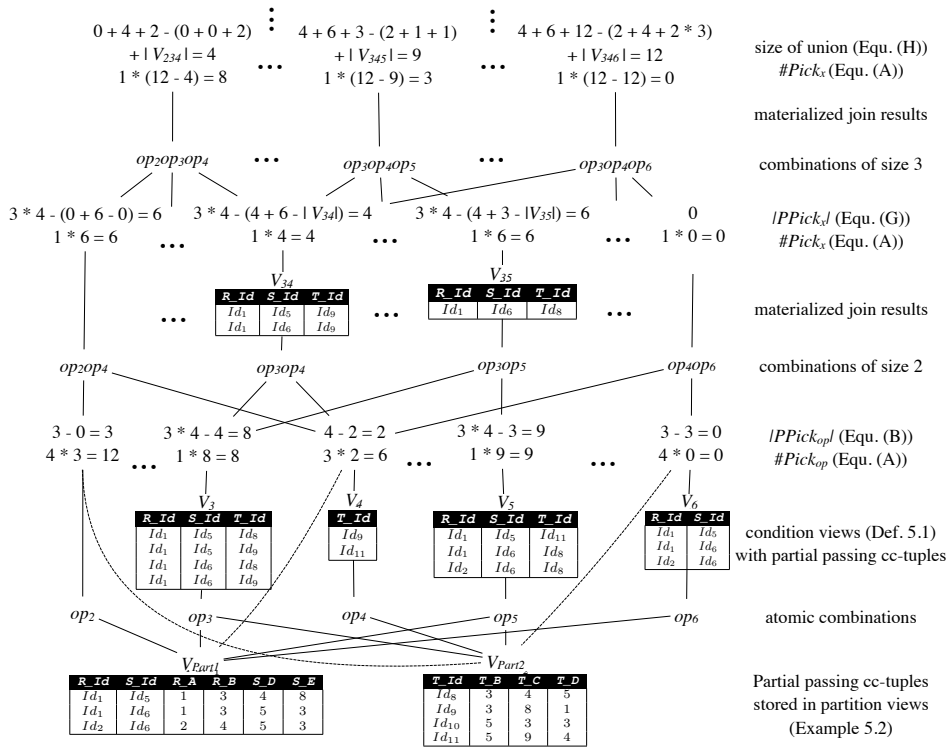 0 + 4 + 2 - (0 + 0 + 2) 4 + 6 + 3 - (2 + 1 + 1) 4 + 6 + 12 - (2 + 4 + 2 * 3) size of union (Equ. (H))
+ | V234| = 4 ... + | V345| = 9 ... + | V346| = 12 #Pickx (Equ. (A))
1 * (12 - 4) = 8 1 * (12 - 9) = 3 1 * (12 - 12) = 0
materialized join results
op2op3op4 ... op3op4op5 ... op3op4op6 combinations of size 3
3 * 4 - (0 + 6 - 0) = 6 3 * 4 - (4 + 6 - | V34|) = 4 3 * 4 - (4 + 3 - |V35|) = 6 0 |PPickx| (Equ. (G))
1 * 6 = 6 ... 1 * 4 = 4 ... 1 * 6 = 6 ... 1 * 0 = 0 #Pickx (Equ. (A))
V34 V35
R_Id S_Id T_Id R_Id S_Id T_Id
Id1 Id5 Id9 Id1 Id6 Id8
Id1 Id6 Id9
... ... ... materialized join results
op2op4 op3op4 op3op5 op4op6 combinations of size 2
3 - 0 = 3 3 * 4 - 4 = 8 4 - 2 = 2 3 * 4 - 3 = 9 3 - 3 = 0 |PPickop| (Equ. (B))
4 * 3 = 12 ... 1 * 8 = 8 3 * 2 = 6 ... 1 * 9 = 9 ... 4 * 0 = 0 #Pickop (Equ. (A))
V3 V4 V5 V6
R_Id S_Id T_Id T_Id R_Id S_Id T_Id R_Id S_Id
Id1 Id5 Id8 Id9 Id1 Id5 Id11 Id1 Id5
Id1 Id5 Id9 Id11 Id1 Id6 Id8 Id1 Id6
Id1 Id6 Id8 Id2 Id6 Id8 Id2 Id6
Id1 Id6 Id9
condition views (Def. 5.1)
with partial passing cc-tuples
op2 op3 op4 op5 op6 atomic combinations
VPart1 VPart2
R_Id S_Id R_A R_B S_D S_E T_Id T_B T_C T_D
Id1 Id5 1 3 4 8 Id8 3 4 5
Id1 Id6 1 3 5 3 Id9 3 8 1
Id2 Id6 2 4 5 3 Id10 5 3 3
Id11 5 9 4
Partial passing cc-tuples
stored in partition views
(Example 5.2)